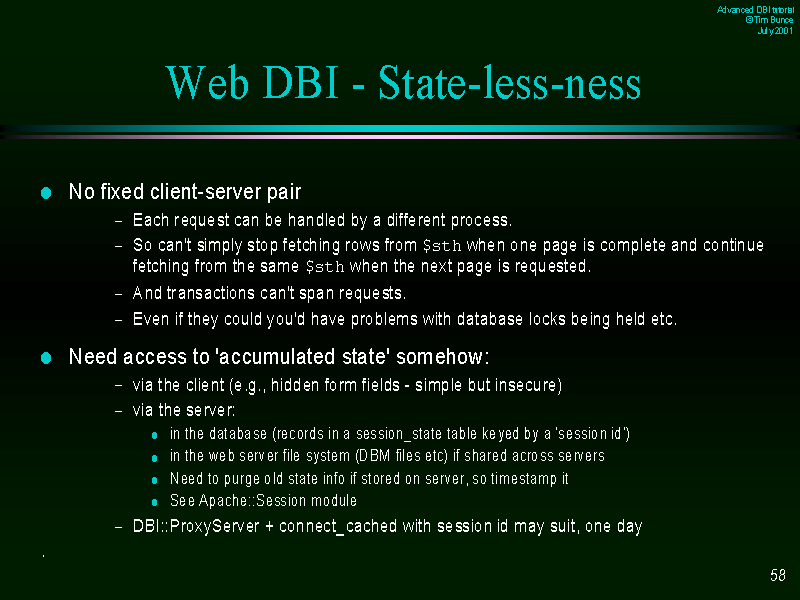 Advanced DBI tutorial
© Tim Bunce
July 2001
Web DBI - State-less-ness
● No fixed client-server pair
– Each request can be handled by a different process.
– So can't simply stop fetching rows from $sth when one page is complete and continue
fetching from the same $sth when the next page is requested.
– And transactions can't span requests.
– Even if they could you'd have problems with database locks being held etc.
● Need access to 'accumulated state' somehow:
– via the client (e.g., hidden form fields - simple but insecure)
– via the server:
● in the database (records in a session_state table keyed by a 'session id')
● in the web server file system (DBM files etc) if shared across servers
● Need to purge old state info if stored on server, so timestamp it
● See Apache::Session module
– DBI::ProxyServer + connect_cached with session id may suit, one day
.
58